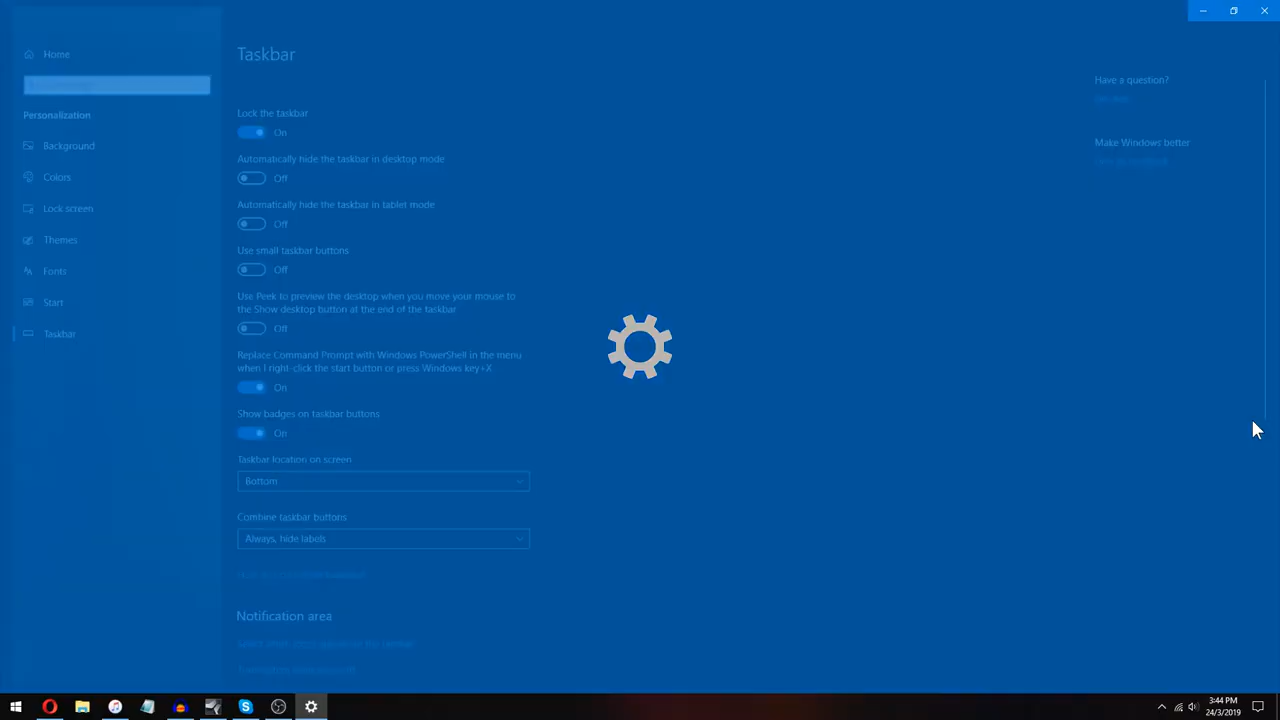 Home
Taskbar
Have a question?
Lock the taskbar
On
Personalization
Make Windows better
Background
Automatically hide the taskbar in desktop mode
Off
Colors
Automatically hide the taskbar in tablet mode
Off
Lock screen
Themes
Use small taskbar buttons
Off
Fonts
Start
Use Peek to preview the desktop when you move your mouse to
the Show desktop button at the end of the taskbar
Off
Taskbar
Replace Command Prompt with Windows PowerShell in the menu
when I right-click the start button or press Windows key+X
On
Show badges on taskbar buttons
On
Taskbar location on screen
Bottom
Combine taskbar buttons
Always, hide labels
Notification area
3:44 PM
24/3/2019